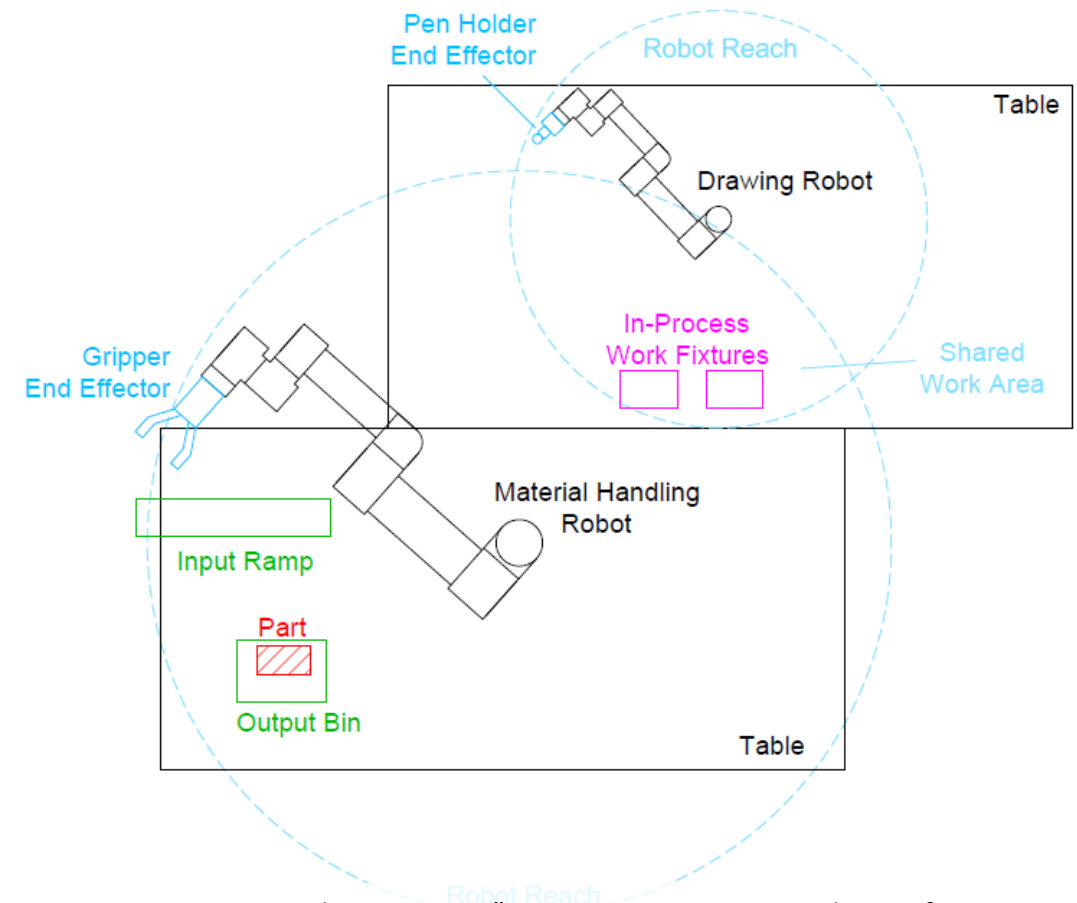 Pen Holder
End Effector
Robot Reach
Table
Drawing Robot
In-Process
Work Fixtures
Shared
Work Area
Gripper
End Effector
Material Handling
Robot
Input Ramp
Part
Output Bin
Table
Robot Reach